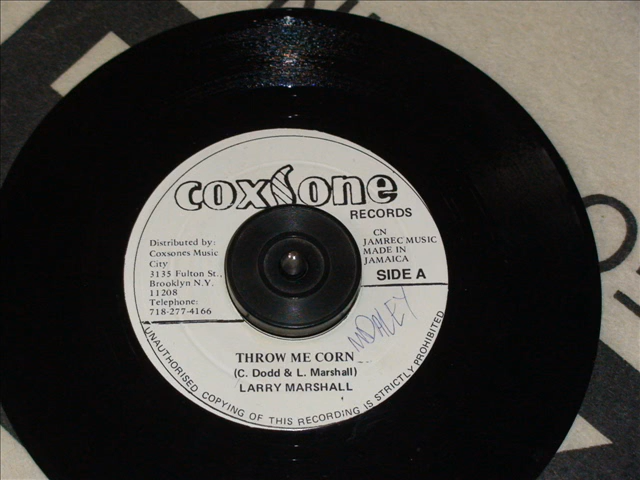 coxsone
RECORDS
Distributed by:
Coxsones Music
City
3135 Fulton St.,
Brooklyn N.Y.
11208
Telephone:
718-277-4166
CN
JAMREC MUSIC
MADE IN
JAMAICA
SIDE A
MDALEY
THROW ME CORN
(C. Dodd & L. Marshall)
LARRY MARSHALL
UNAUTHORISED COPYING OF THIS RECORDING IS STRICTLY PROHIBITED